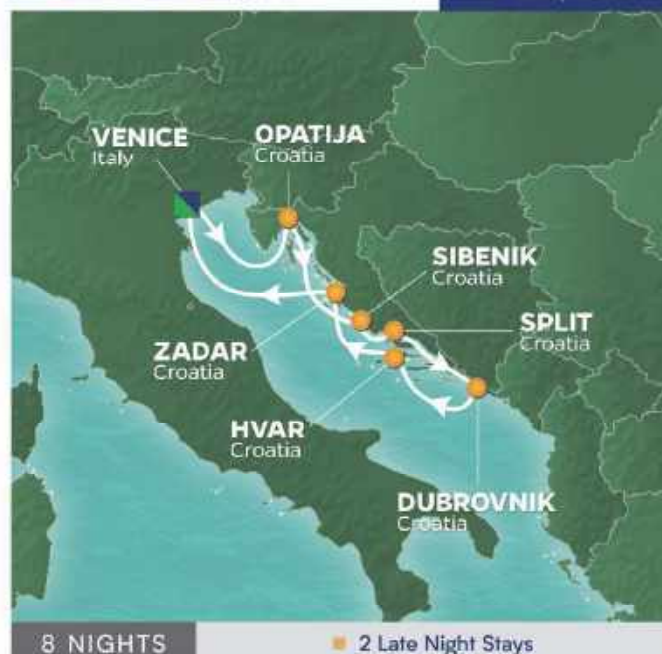 VENICE
Italy
OPATIJA
Croatia
SIBENIK
Croatia
SPLIT
Croatia
ZADAR
Croatia
HVAR
Croatia
DUBROVNIK
Croatia
8 NIGHTS
2 Late Night Stays